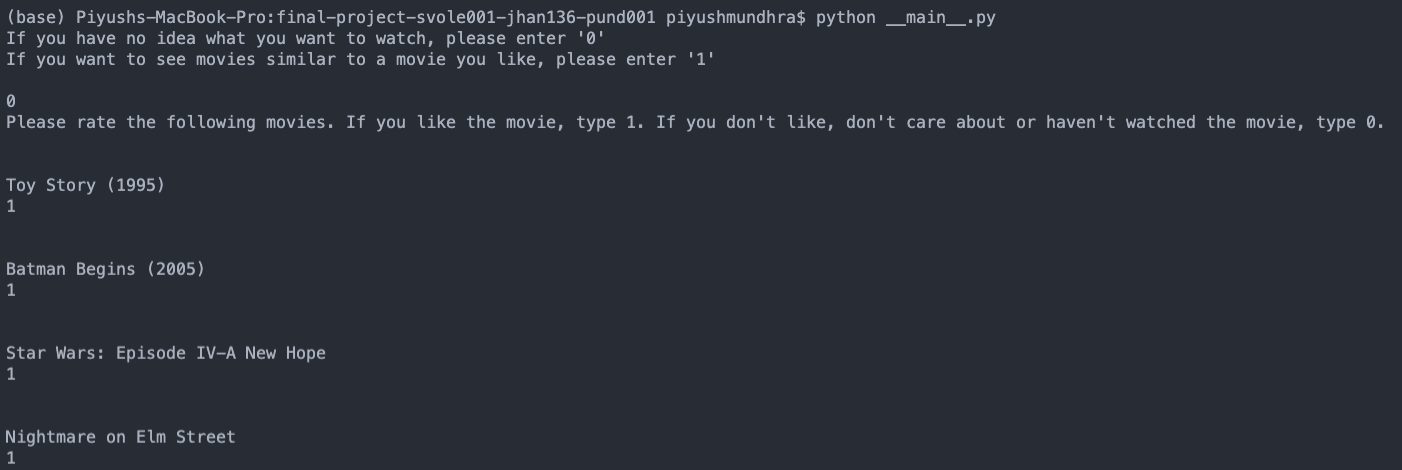 (base) Piyushs-MacBook-Pro:final-project-svole001-jhan136-pund001 piyushmundhra$ python __main__.py
If you have no idea what you want to watch, please enter '0'
If you want to see movies similar to a movie you like, please enter '1'
0
Please rate the following movies. If you like the movie, type 1. If you don't like, don't care about or haven't watched the movie, type 0.
Toy Story (1995)
1
Batman Begins (2005)
1
Star Wars: Episode IV-A New Hope
1
Nightmare on Elm Street
1